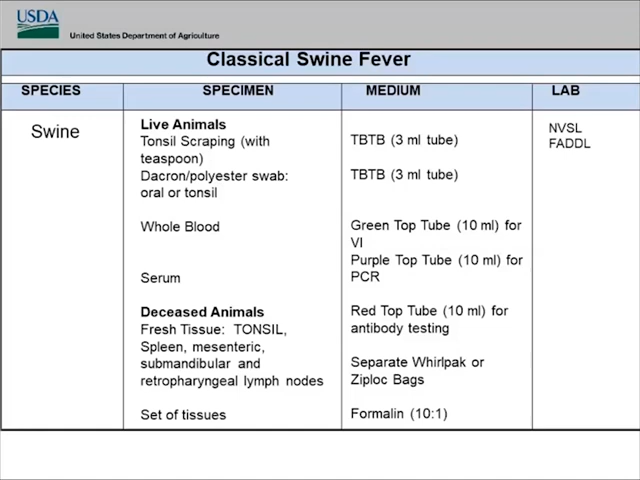 USDA
United States Department of Agriculture
Classical Swine Fever
SPECIES
SPECIMEN
MEDIUM
LAB
Swine
Live Animals
Tonsil Scraping (with
teaspoon)
Dacron/polyester swab:
oral or tonsil
Whole Blood
Serum
Deceased Animals
Fresh Tissue: TONSIL,
Spleen, mesenteric,
submandibular and
retropharyngeal lymph nodes
Set of tissues
TBTB (3 ml tube)
TBTB (3 ml tube)
Green Top Tube (10 ml) for
VI
Purple Top Tube (10 ml) for
PCR
Red Top Tube (10 ml) for
antibody testing
Separate Whirlpak or
Ziploc Bags
Formalin (10:1)
NVSL
FADDL